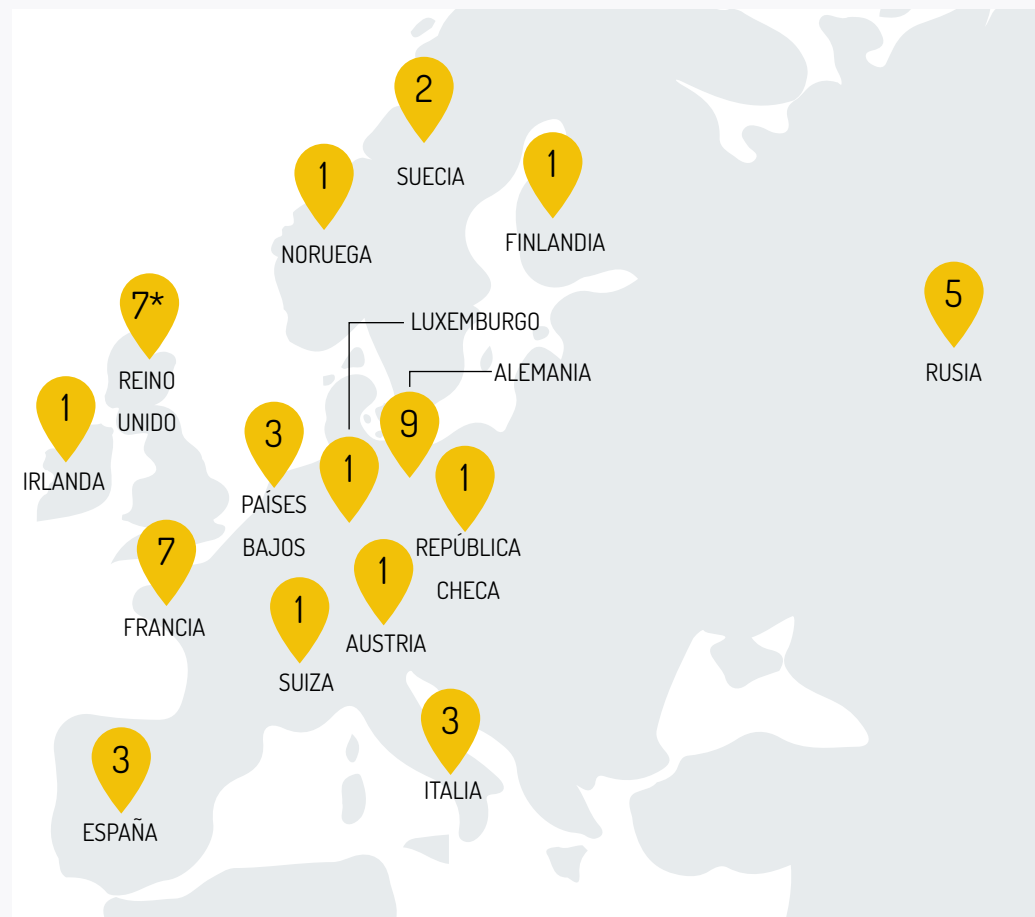 2
SUECIA
1
NORUEGA
1
FINLANDIA
7*
REINO
UNIDO
5
RUSIA
LUXEMBURGO
1
ALEMANIA
9
1
IRLANDA
3
PAÍSES
BAJOS
1
REPÚBLICA
CHECA
7
FRANCIA
1
AUSTRIA
1
SUIZA
3
ITALIA
3
ESPAÑA